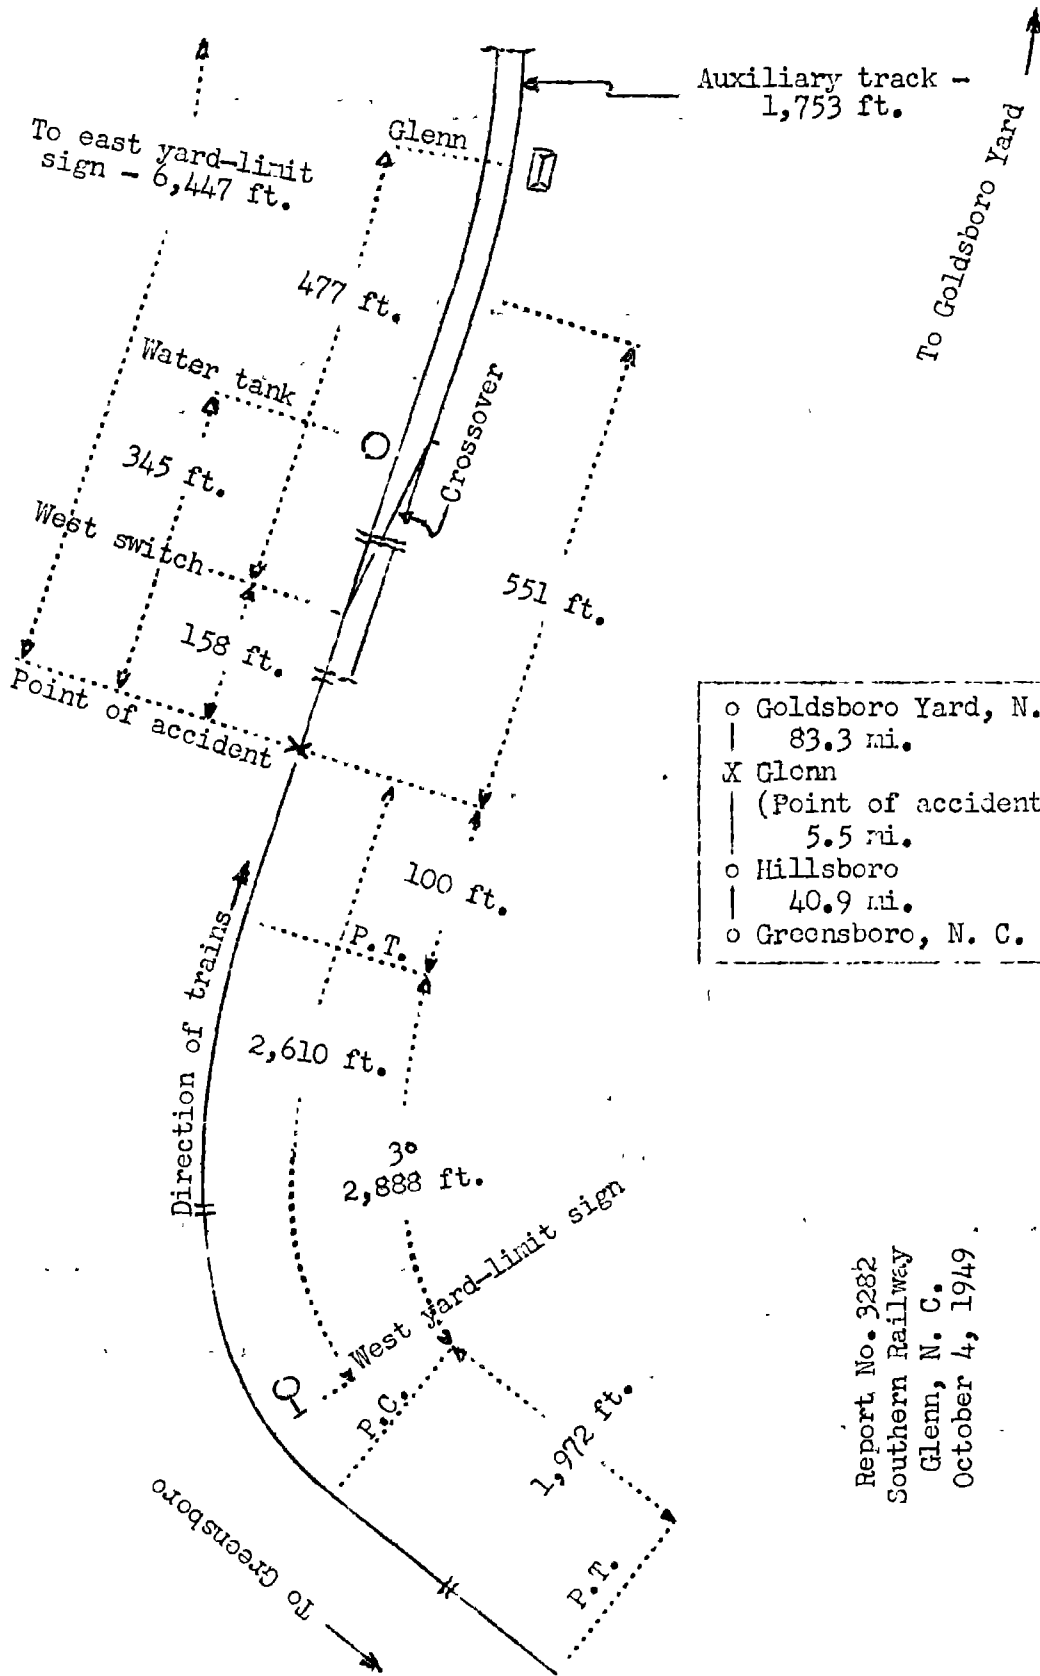 Auxiliary track -
1,753 ft.
To Goldsboro Yard
Glenn
To east yard-limit
sign - 6,447 ft.
477 ft.
Water tank
Crossover
345 ft.
West switch
551 ft.
158 ft.
Point of accident
Goldsboro Yard, N.
83.3 mi.
X Glenn
(Point of accident
5.5 mi.
Hillsboro
40.9 mi.
Greensboro, N. C.
100 ft.
P.T.
Direction of trains
2,610 ft.
3°
2,888 ft.
West yard-limit sign
P.C.
1,972 ft.
To Greensboro
P.T.
Report No. 3282
Southern Railway
Glenn, N. C.
October 4, 1949